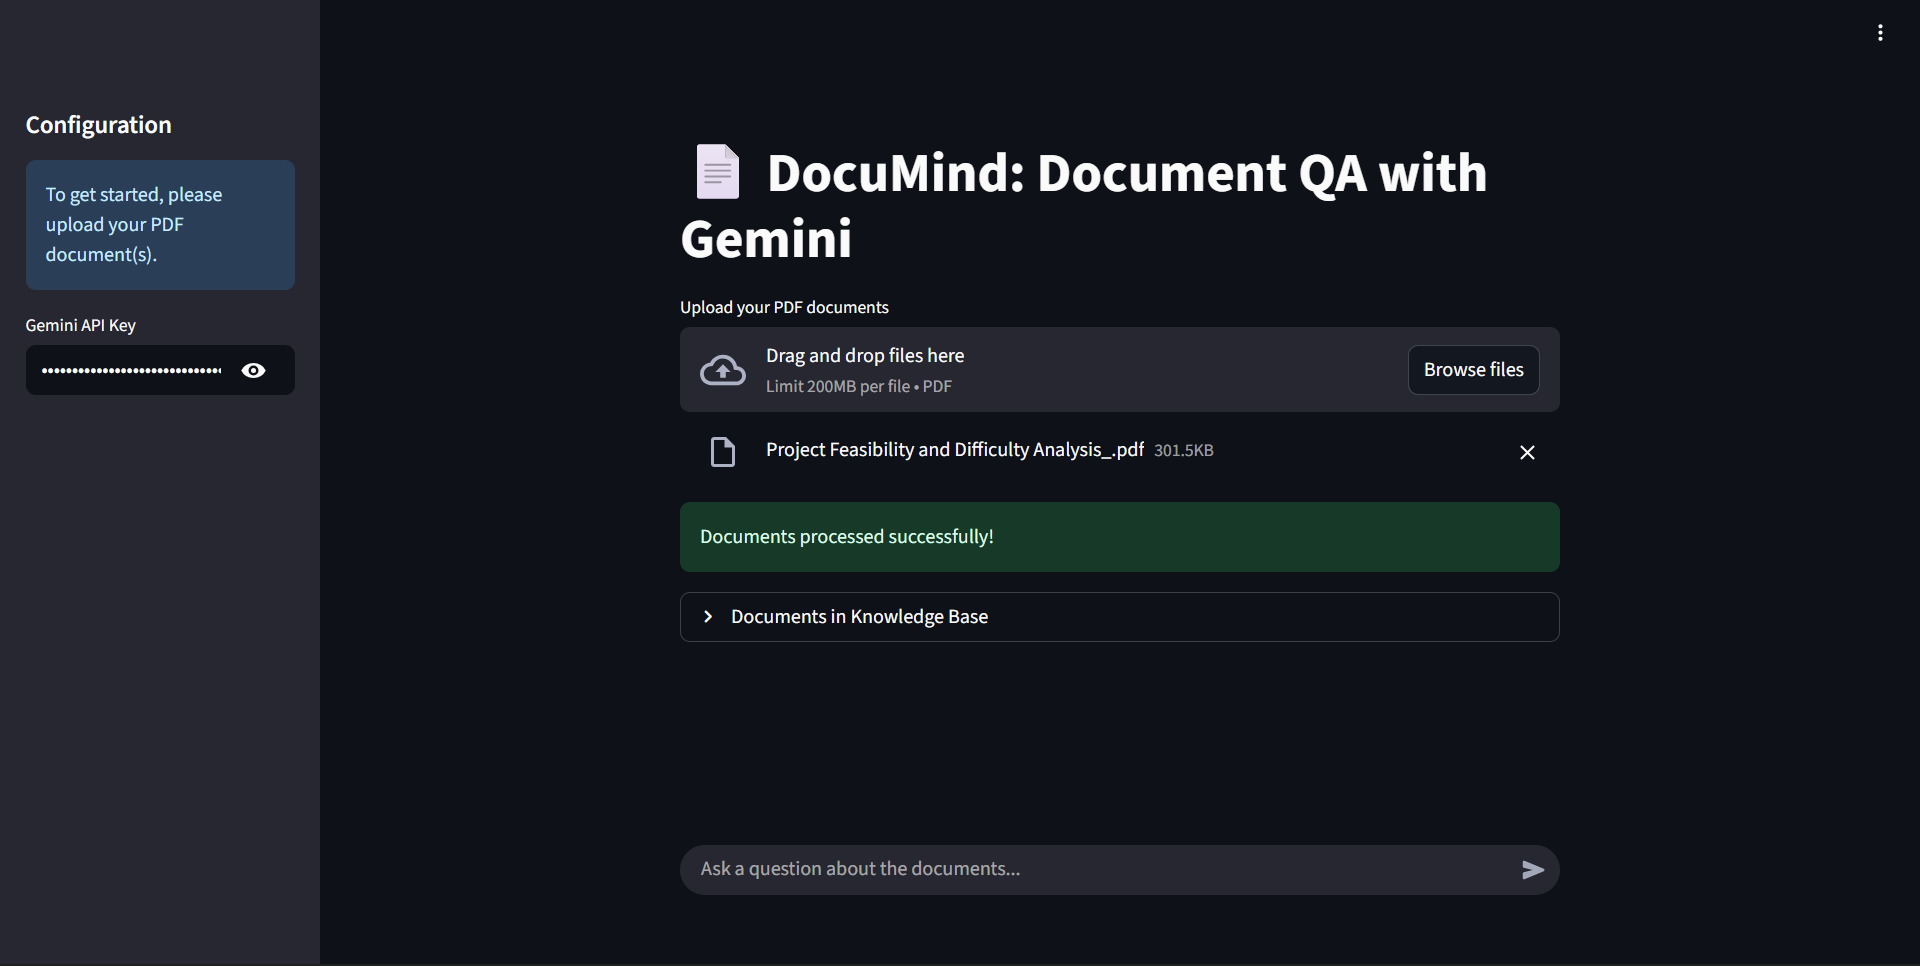 Configuration
To get started, please
upload your PDF
document(s).
Gemini API Key
DocuMind: Document QA with
Gemini
Upload your PDF documents
Drag and drop files here
Limit 200MB per file • PDF
Browse files
Project Feasibility and Difficulty Analysis_.pdf 301.5KB
Documents processed successfully!
Documents in Knowledge Base
Ask a question about the documents...